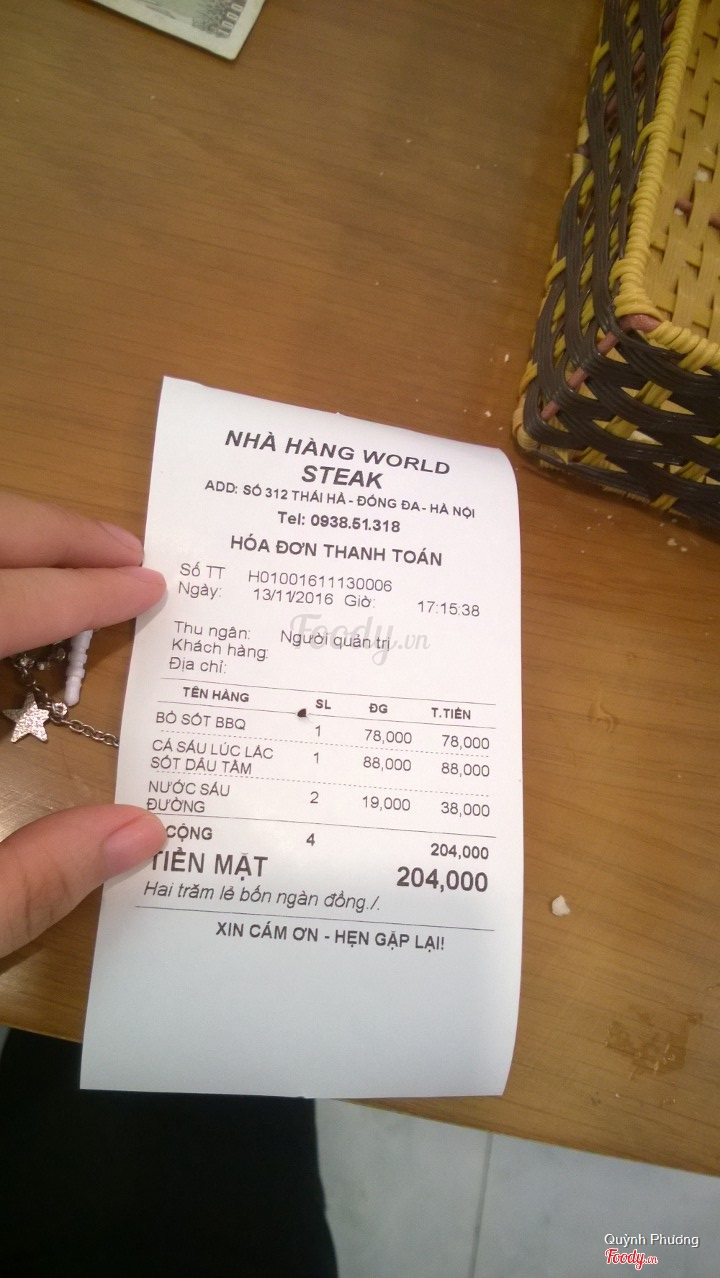 NHÀ HÀNG WORLD
STEAK
ADD: SỐ 312 THÁI HÀ - ĐỐNG ĐA - HÀ NỘI
Tel: 0938.51.318
HÓA ĐƠN THANH TOÁN
Số TT H01001611130006
Ngày: 13/11/2016 Giờ: 17:15:38
Foody.vn
Thu ngân: Người quản trị
Khách hàng:
Địa chỉ:
TÊN HÀNG SL ĐG T.TIỀN
BÒ SỐT BBQ 1 78,000 78,000
CÁ SẤU LÚC LẮC
SỐT DÂU TẰM 1 88,000 88,000
NƯỚC SẤU
ĐƯỜNG 2 19,000 38,000
CỘNG 4 204,000
TIỀN MẶT 204,000
Hai trăm lẻ bốn ngàn đồng./.
XIN CÁM ƠN - HẸN GẶP LẠI!
Quỳnh Phương
Foody.vn